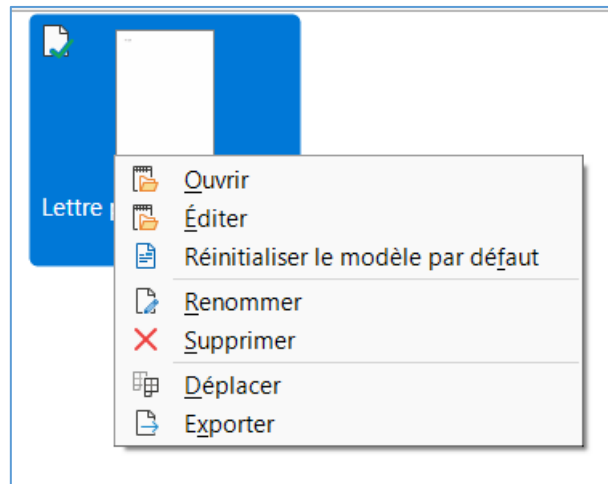 Lettre
Ouvrir
Éditer
Réinitialiser le modèle par défaut
Renommer
Supprimer
Déplacer
Exporter